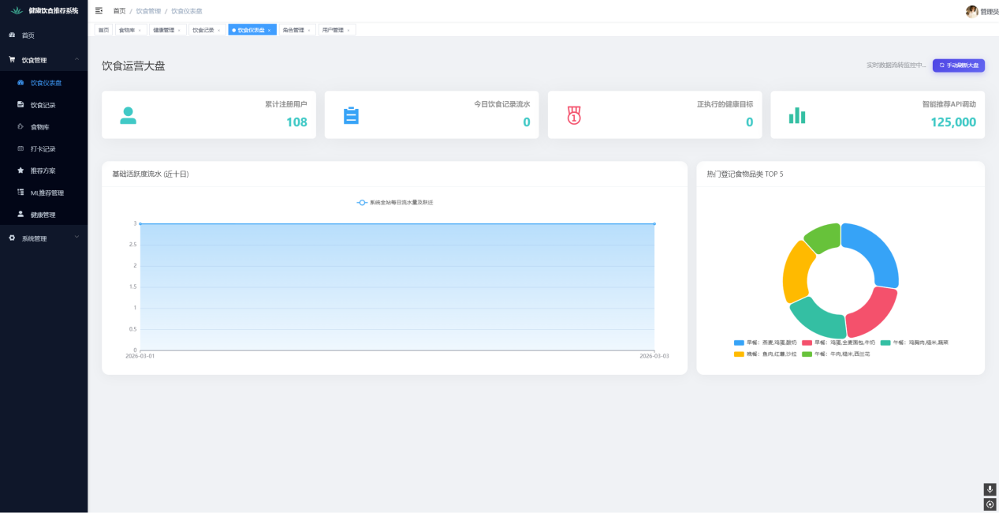 健康饮食推荐系统
首页 / 饮食管理 / 饮食仪表盘
管理员
首页 食物库 × 健康管理 × 饮食记录 × 饮食仪表盘 × 角色管理 × 用户管理 ×
首页
饮食管理
饮食仪表盘
饮食记录
食物库
打卡记录
推荐方案
ML推荐管理
健康管理
系统管理
饮食运营大盘
实时数据流转监控中...
手动刷新大盘
累计注册用户
108
今日饮食记录流水
0
正执行的健康目标
1
0
智能推荐API调动
125,000
基础活跃度流水 (近十日)
系统全站每日流水量及跃迁
3
2.5
2
1.5
1
0.5
0
2026-03-01 2026-03-03
热门登记食物品类 TOP 5
早餐：燕麦,鸡蛋,酸奶 早餐：鸡蛋,全麦面包,牛奶 午餐：鸡胸肉,糙米,蔬菜
晚餐：鱼肉,红薯,沙拉 午餐：牛肉,糙米,西兰花